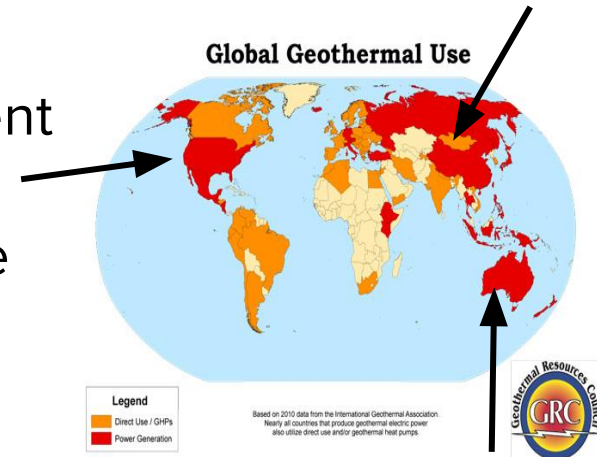 Global Geothermal Use
ent
e
Legend
Direct Use / GHPs
Power Generation
Based on 2010 data from the International Geothermal Association.
Nearly all countries that produce geothermal electric power
also utilize direct use and/or geothermal heat pumps
Geothermal Resources Council
GRC